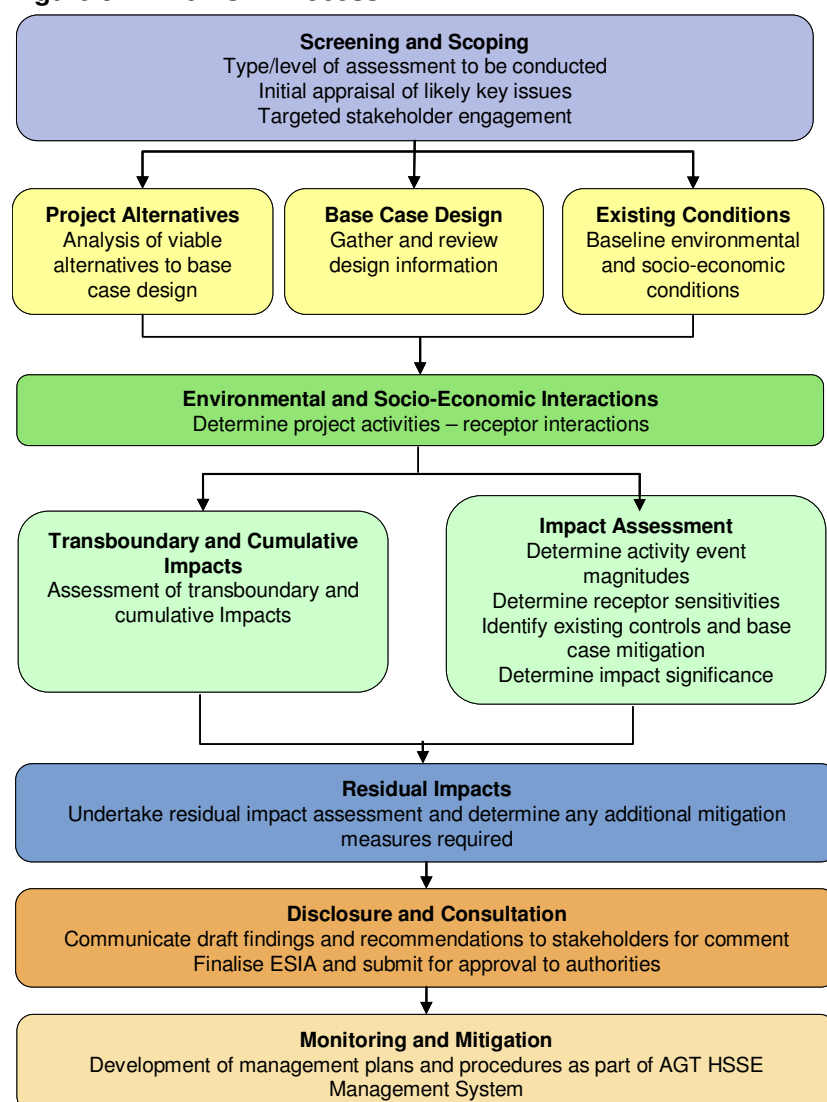 Screening and Scoping
Type/level of assessment to be conducted
Initial appraisal of likely key issues
Targeted stakeholder engagement
Project Alternatives
Analysis of viable
alternatives to base
case design
Base Case Design
Gather and review
design information
Existing Conditions
Baseline environmental
and socio-economic
conditions
Environmental and Socio-Economic Interactions
Determine project activities – receptor interactions
Transboundary and Cumulative
Impacts
Assessment of transboundary and
cumulative Impacts
Impact Assessment
Determine activity event
magnitudes
Determine receptor sensitivities
Identify existing controls and base
case mitigation
Determine impact significance
Residual Impacts
Undertake residual impact assessment and determine any additional mitigation
measures required
Disclosure and Consultation
Communicate draft findings and recommendations to stakeholders for comment
Finalise ESIA and submit for approval to authorities
Monitoring and Mitigation
Development of management plans and procedures as part of AGT HSSE
Management System